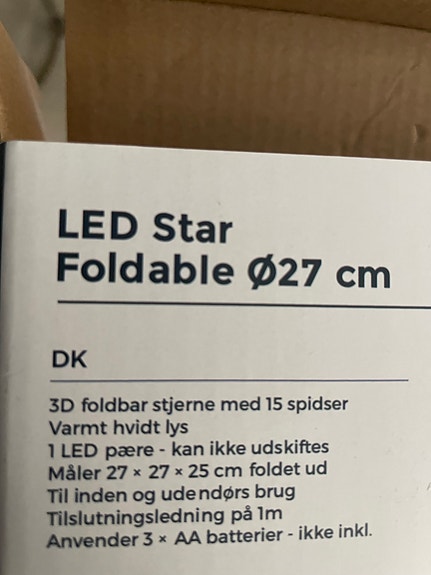 LED Star
Foldable Ø27 cm
DK
3D foldbar stjerne med 15 spidser
Varmt hvidt lys
1 LED pære - kan ikke udskiftes
Måler 27 × 27 × 25 cm foldet ud
Til inden og udendørs brug
Tilslutningsledning på 1m
Anvender 3 × AA batterier - ikke inkl.